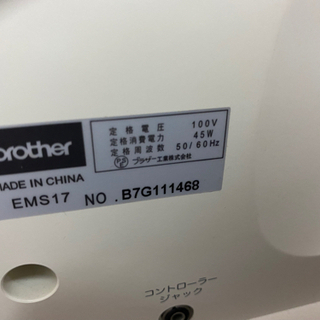 brother
定格電圧 100V
定格消費電力 45W
定格周波数 50/60Hz
ブラザー工業株式会社
MADE IN CHINA
EMS17 NO.B7G111468
コントローラー
ジャック